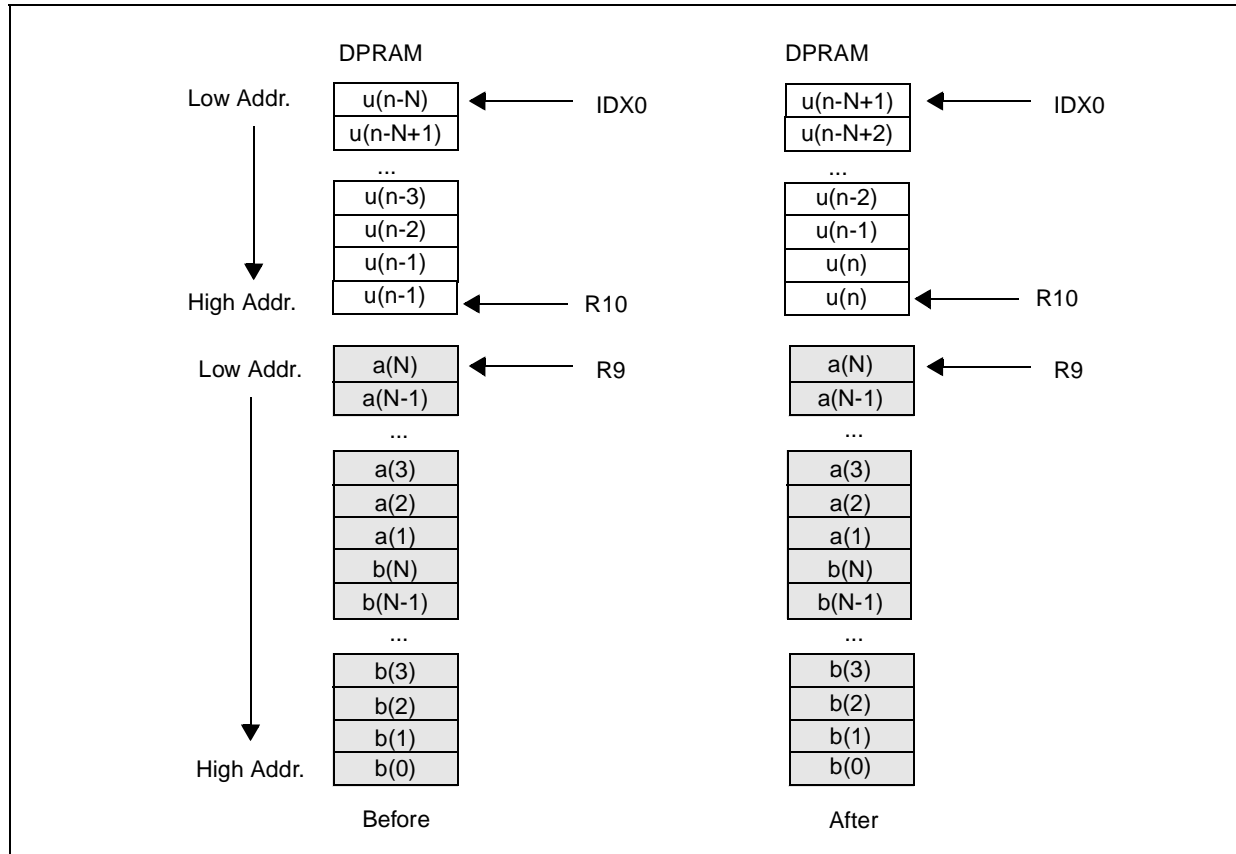 DPRAM
Low Addr.
u(n-N)
IDX0
u(n-N+1)
...
u(n-3)
u(n-2)
u(n-1)
High Addr.
u(n-1)
R10
Low Addr.
a(N)
R9
a(N-1)
...
a(3)
a(2)
a(1)
b(N)
b(N-1)
...
b(3)
b(2)
b(1)
High Addr.
b(0)
Before
DPRAM
u(n-N+1)
IDX0
u(n-N+2)
...
u(n-2)
u(n-1)
u(n)
u(n)
R10
a(N)
R9
a(N-1)
...
a(3)
a(2)
a(1)
b(N)
b(N-1)
...
b(3)
b(2)
b(1)
b(0)
After